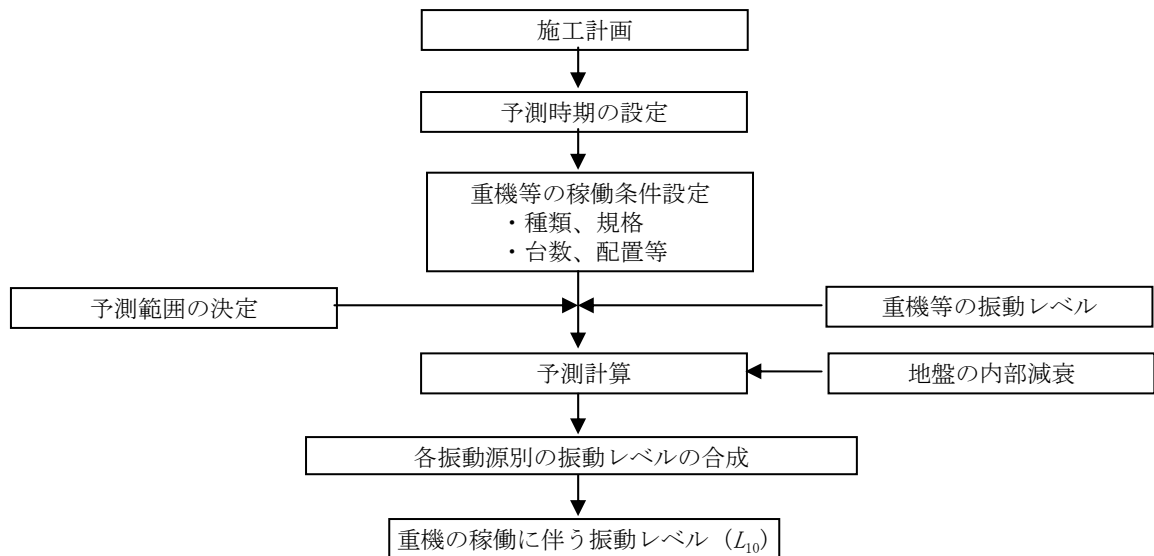 施工計画
予測時期の設定
重機等の稼働条件設定
・種類、規格
・台数、配置等
予測範囲の決定
重機等の振動レベル
予測計算
地盤の内部減衰
各振動源別の振動レベルの合成
重機の稼働に伴う振動レベル（L10）